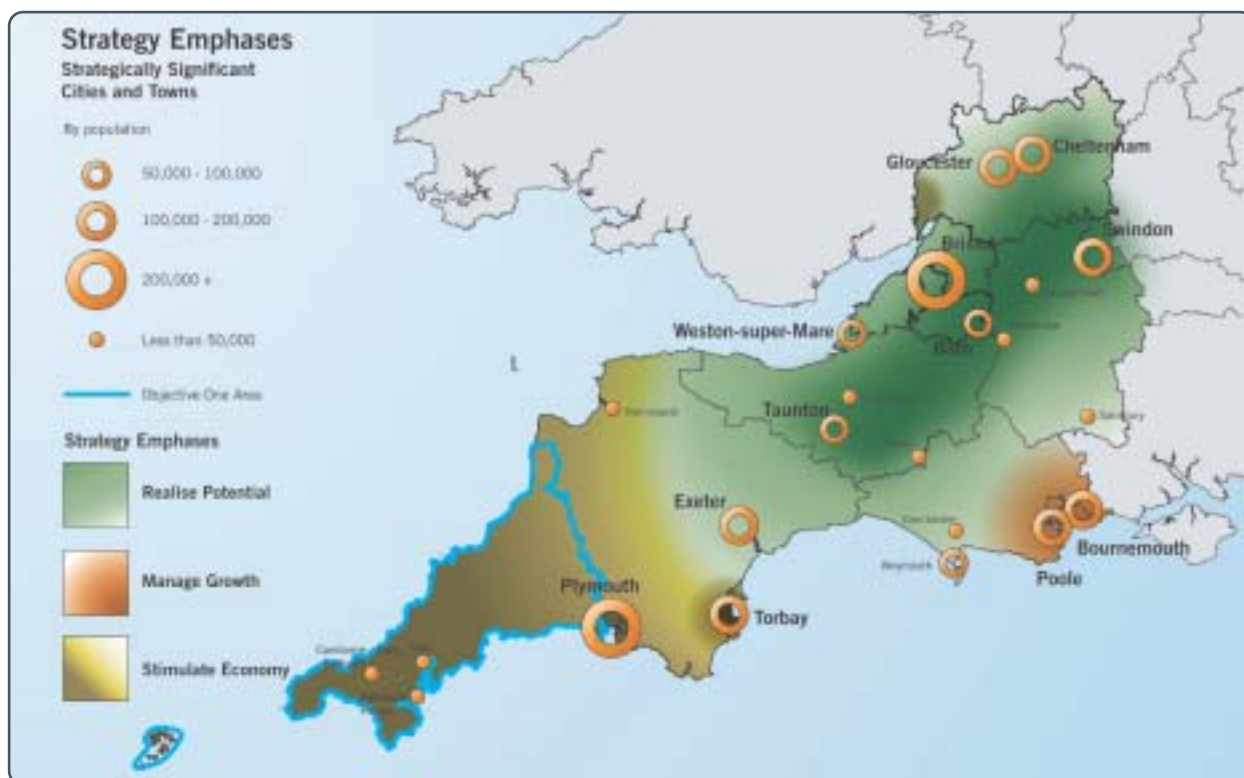 Strategy Emphases
Strategically Significant
Cities and Towns
By population
50,000 - 100,000
100,000 - 200,000
200,000 +
Less than 50,000
Objective One Area
Strategy Emphases
Realise Potential
Manage Growth
Stimulate Economy
Gloucester
Cheltenham
Swindon
Bristol
Weston-super-Mare
Bath
Taunton
Salisbury
Exeter
Bournemouth
Weymouth
Poole
Plymouth
Torbay